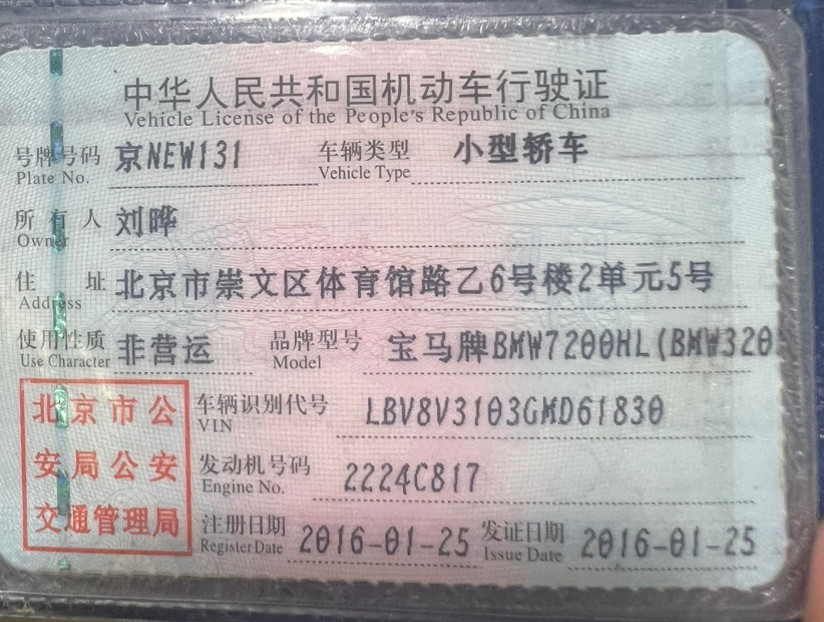 中华人民共和国机动车行驶证
Vehicle License of the People's Republic of China
号牌号码 京NEW131 车辆类型 小型轿车
Plate No. Vehicle Type
所有人 刘晔
Owner
住址 北京市崇文区体育馆路乙6号楼2单元5号
Address
使用性质 非营运 品牌型号 宝马牌BMW7200HL(BMW320
Use Character Model
北京市公
安局公安
交通管理局
车辆识别代号 LBV8V3103GMD61830
VIN
发动机号码 2224C817
Engine No.
注册日期 2016-01-25 发证日期 2016-01-25
Register Date Issue Date